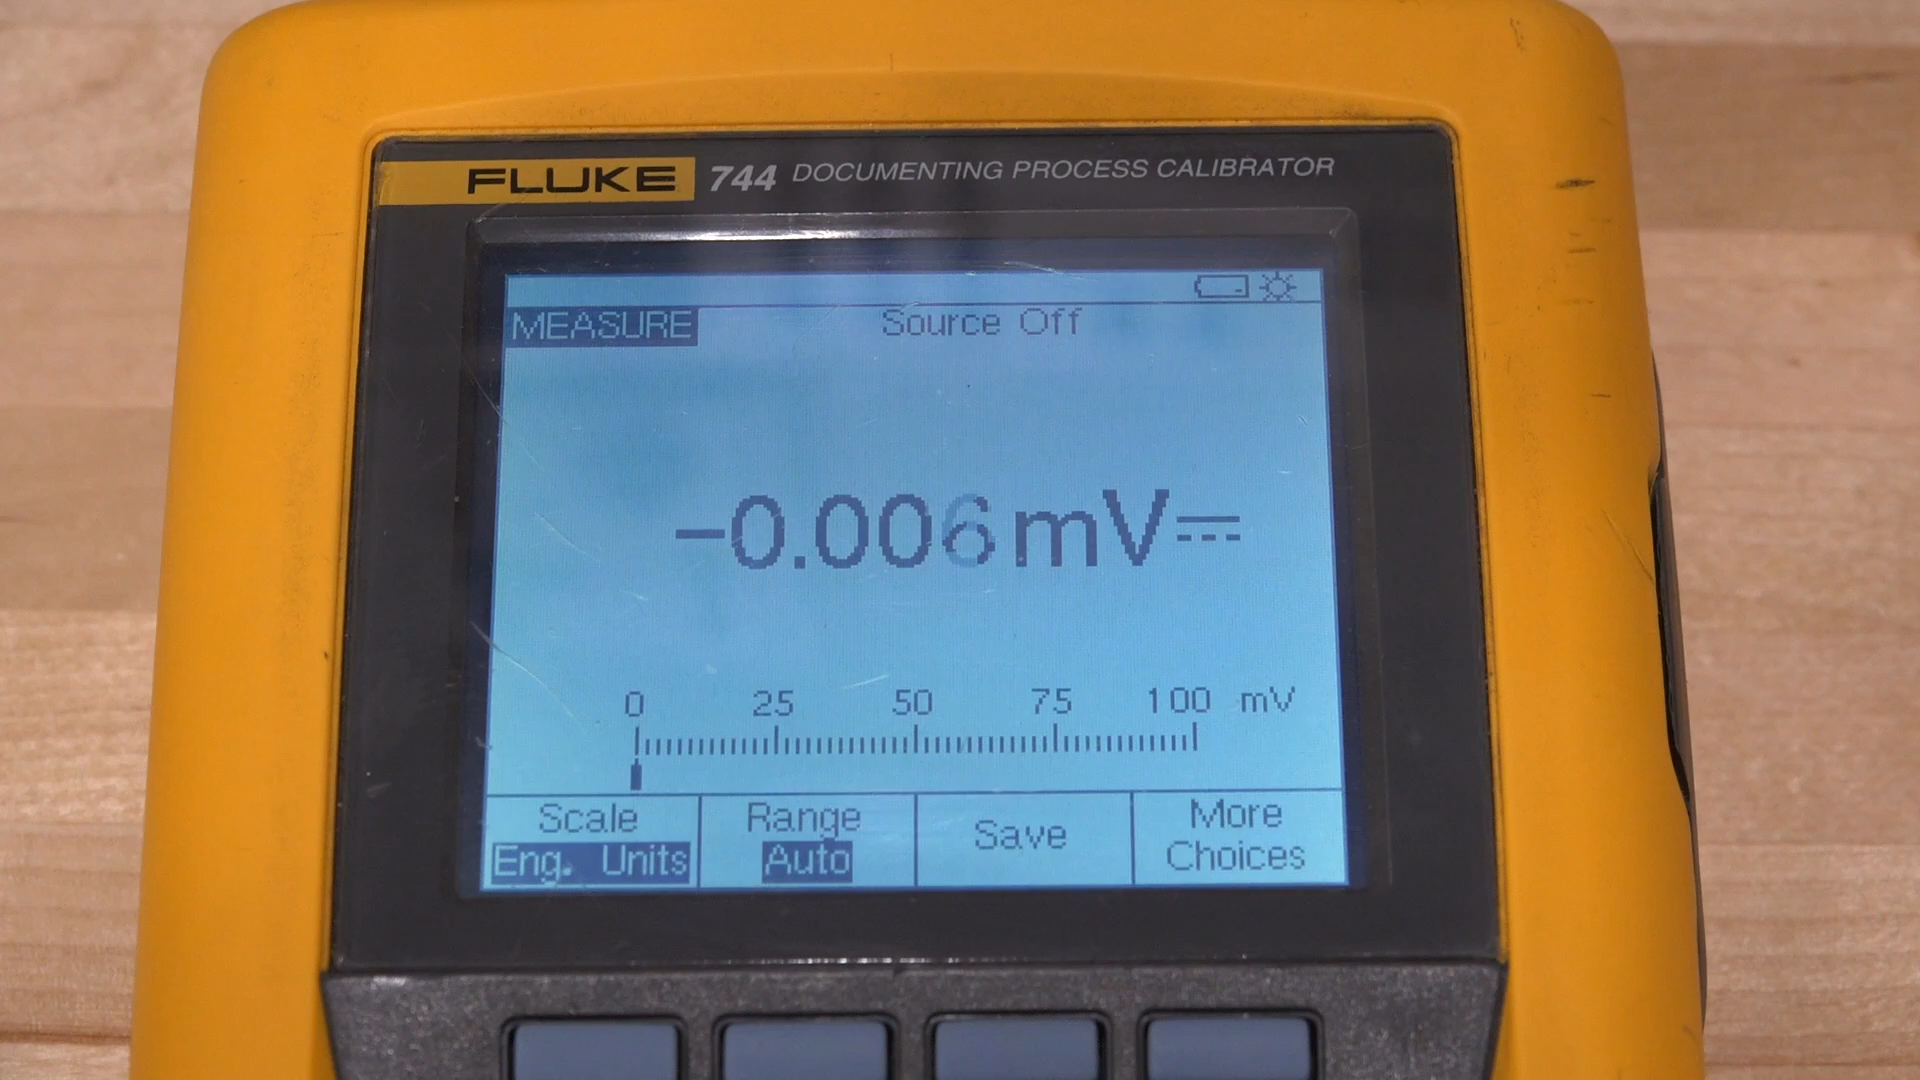 FLUKE 744 DOCUMENTING PROCESS CALIBRATOR
MEASURE Source Off
-0.006 mV
0 25 50 75 100 mV
Scale Range Save More
Eng. Units Auto Choices